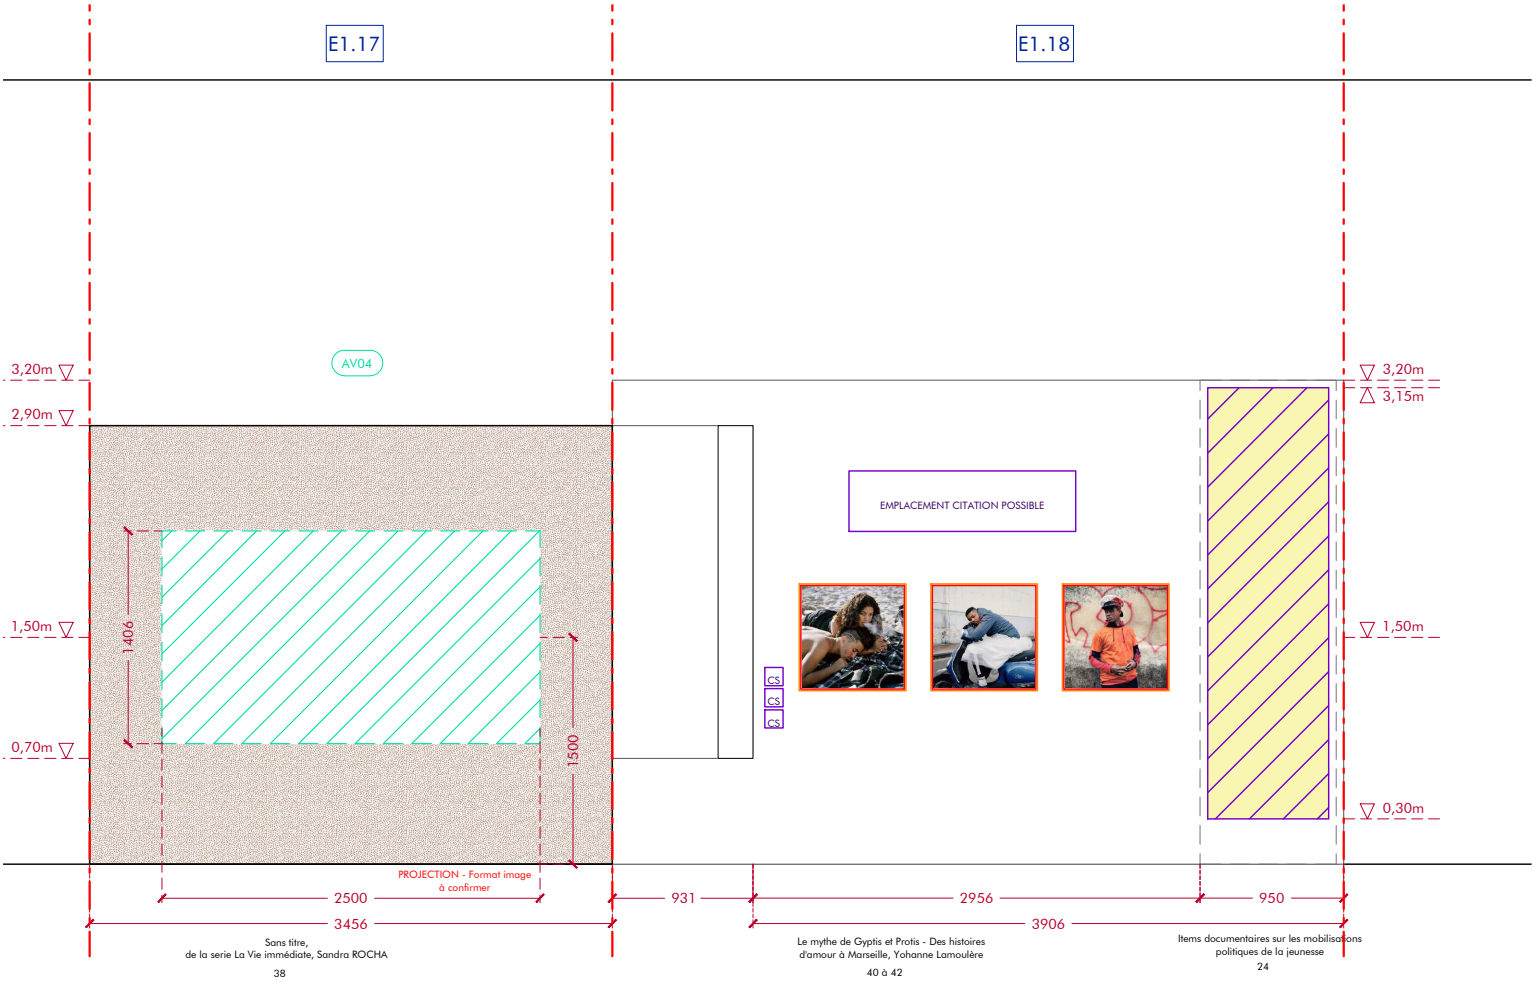 E1.17
E1.18
AV04
3,20m
2,90m
1,50m
0,70m
3,20m
3,15m
1,50m
0,30m
EMPLACEMENT CITATION POSSIBLE
CS
CS
CS
1406
1500
PROJECTION - Format image
à confirmer
2500
931
2956
950
3456
3906
Sans titre,
de la serie La Vie immédiate, Sandra ROCHA
38
Le mythe de Gyptis et Protis - Des histoires
d'amour à Marseille, Yohanne Lamoulère
40 à 42
Items documentaires sur les mobilisations
politiques de la jeunesse
24